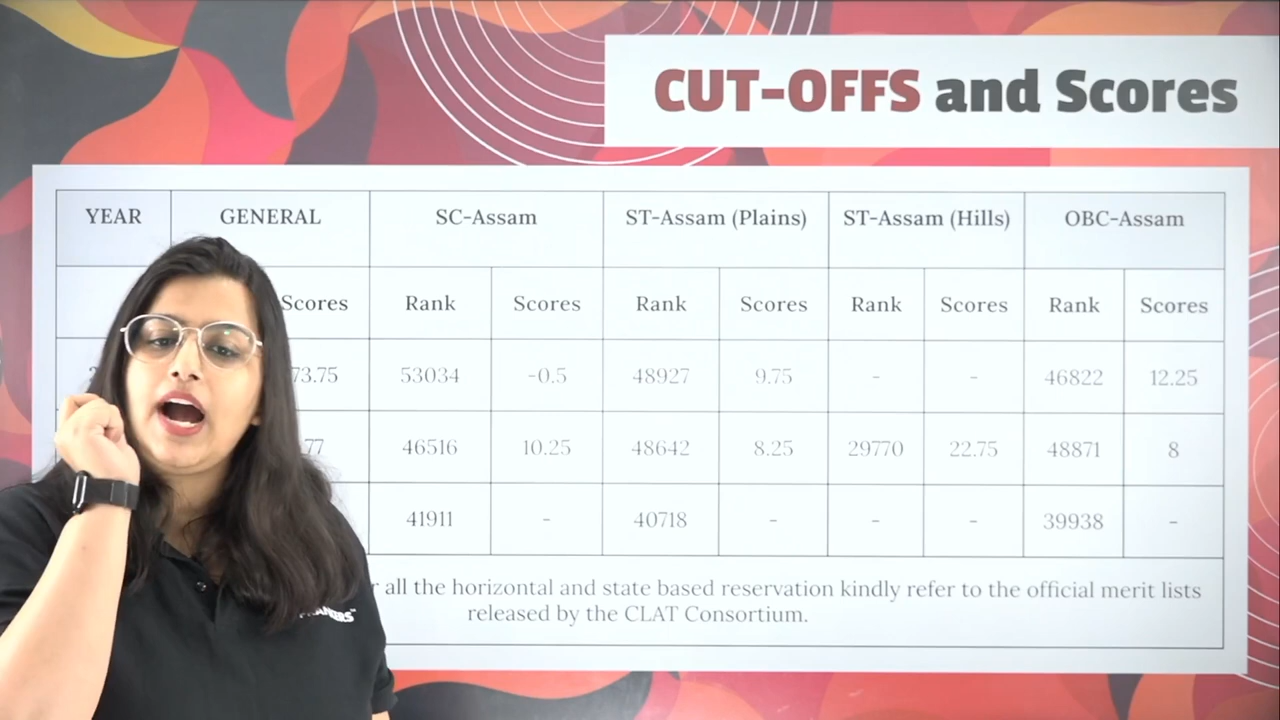 CUT-OFFS and Scores
YEAR GENERAL SC-Assam ST-Assam (Plains) ST-Assam (Hills) OBC-Assam
Scores Rank Scores Rank Scores Rank Scores Rank Scores
73.75 53034 -0.5 48927 9.75 - - 46822 12.25
77 46516 10.25 48642 8.25 29770 22.75 48871 8
41911 - 40718 - - - 39938 -
all the horizontal and state based reservation kindly refer to the official merit lists
released by the CLAT Consortium.